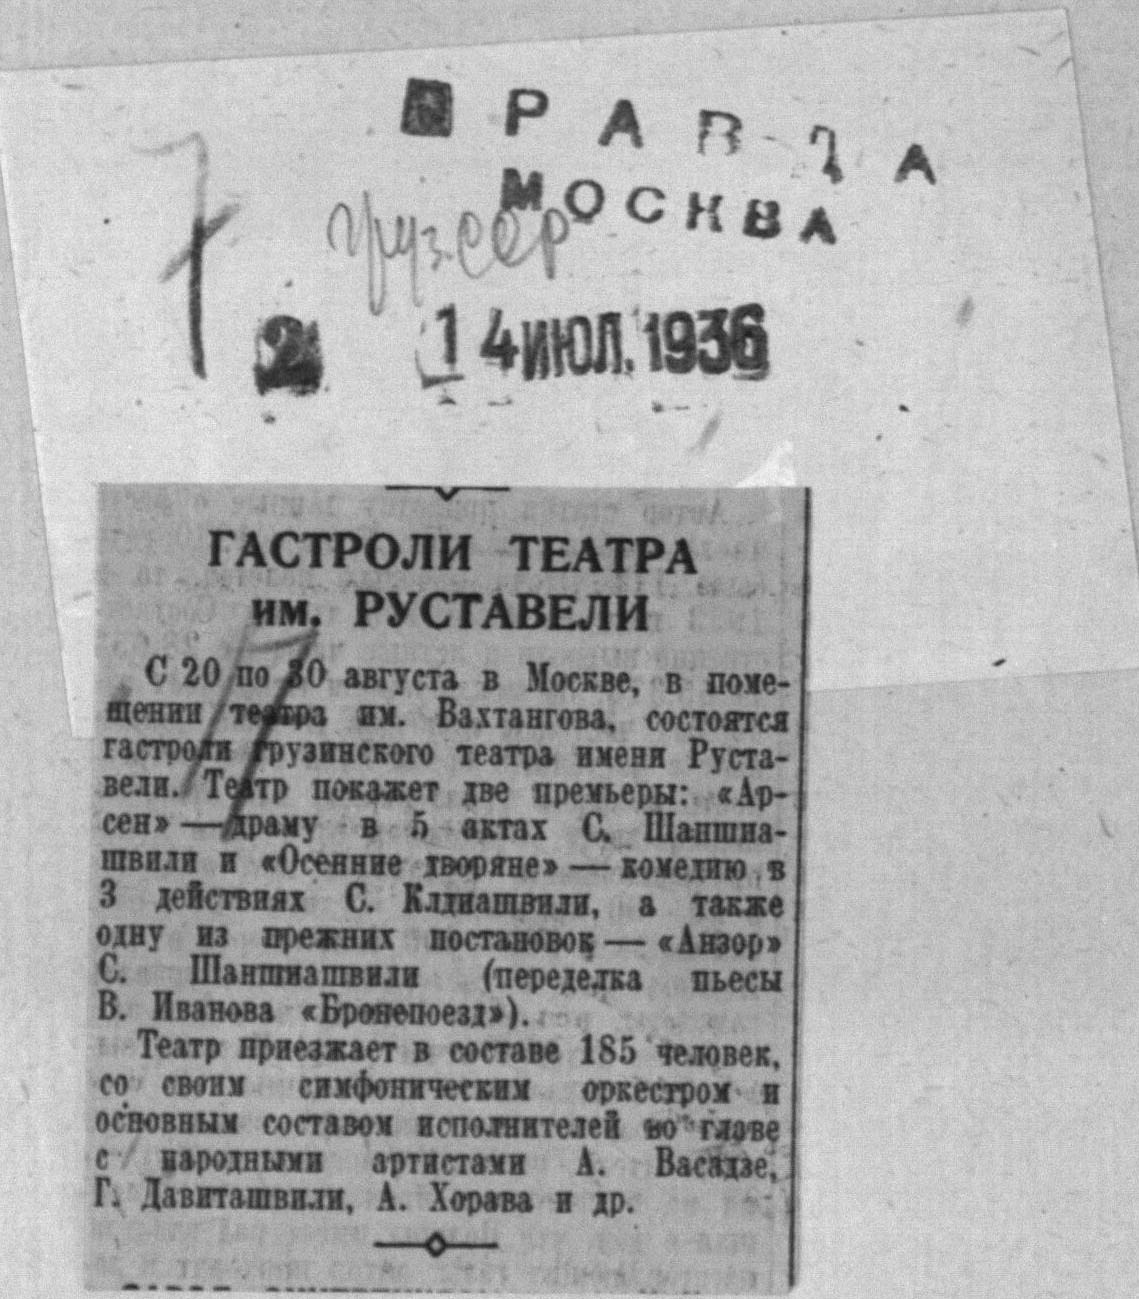 ПРАВДА
МОСКВА
7
2 14 ИЮЛ. 1936
ГАСТРОЛИ ТЕАТРА
им. РУСТАВЕЛИ
С 20 по 30 августа в Москве, в поме-
щении театра им. Вахтангова, состоятся
гастроли грузинского театра имени Руста-
вели. Театр покажет две премьеры: «Ар-
сен» — драму в 5 актах С. Шаншиа-
швили и «Осенние дворяне» — комедию в
3 действиях С. Клдиашвили, а также
одну из прежних постановок — «Анзор»
С. Шаншиашвили (переделка пьесы
В. Иванова «Бронепоезд»).
Театр приезжает в составе 185 человек,
со своим симфоническим оркестром и
основным составом исполнителей во главе
с народными артистами А. Васадзе,
Г. Давиташвили, А. Хорава и др.